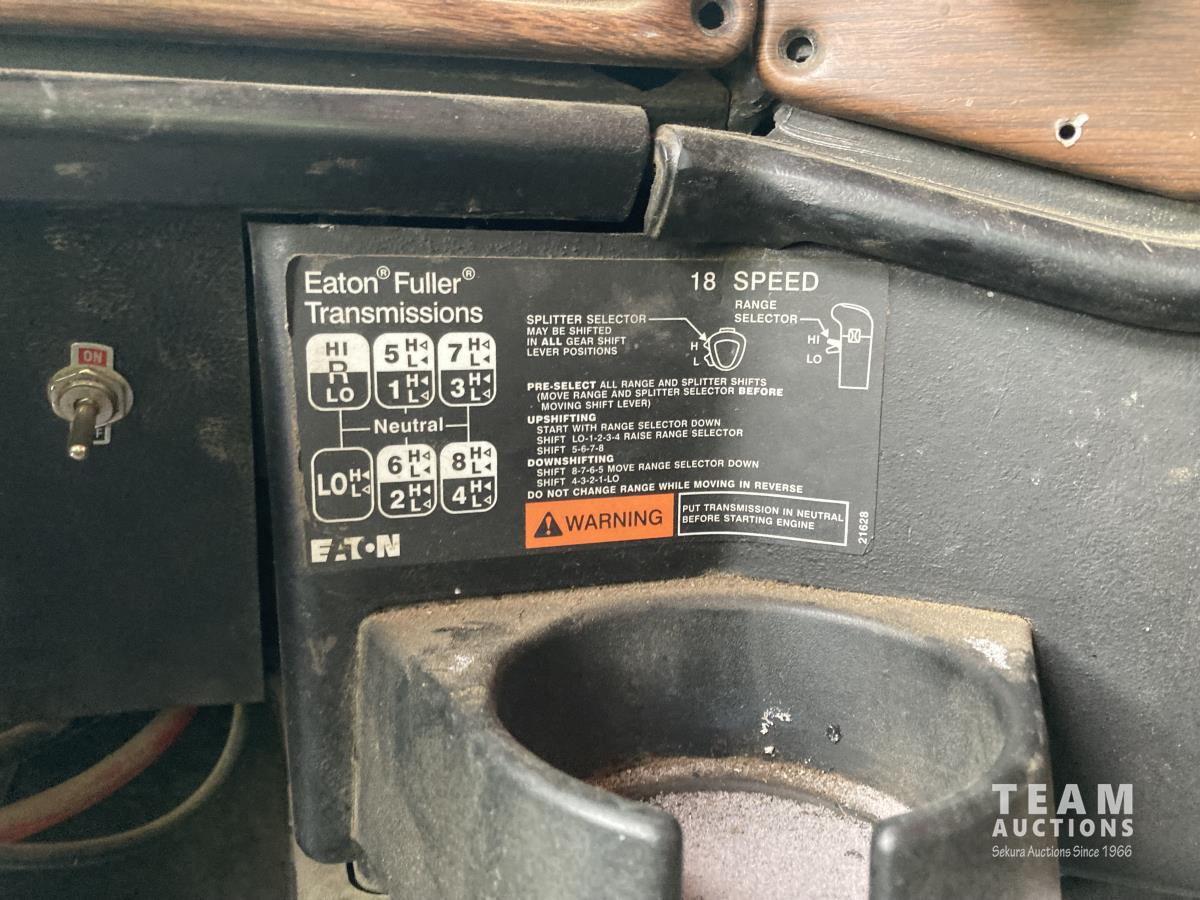 ON
Eaton® Fuller®
Transmissions
18 SPEED
HI
R
LO
5 H L
1 H L
7 H L
3 H L
Neutral
LO H L
6 H L
2 H L
8 H L
4 H L
EATON
SPLITTER SELECTOR
MAY BE SHIFTED
IN ALL GEAR SHIFT
LEVER POSITIONS
H
L
RANGE
SELECTOR
HI
LO
PRE-SELECT ALL RANGE AND SPLITTER SHIFTS
(MOVE RANGE AND SPLITTER SELECTOR BEFORE
MOVING SHIFT LEVER)
UPSHIFTING
START WITH RANGE SELECTOR DOWN
SHIFT LO-1-2-3-4 RAISE RANGE SELECTOR
SHIFT 5-6-7-8
DOWNSHIFTING
SHIFT 8-7-6-5 MOVE RANGE SELECTOR DOWN
SHIFT 4-3-2-1-LO
DO NOT CHANGE RANGE WHILE MOVING IN REVERSE
WARNING
PUT TRANSMISSION IN NEUTRAL
BEFORE STARTING ENGINE
21628
TEAM
AUCTIONS
Sekura Auctions Since 1966